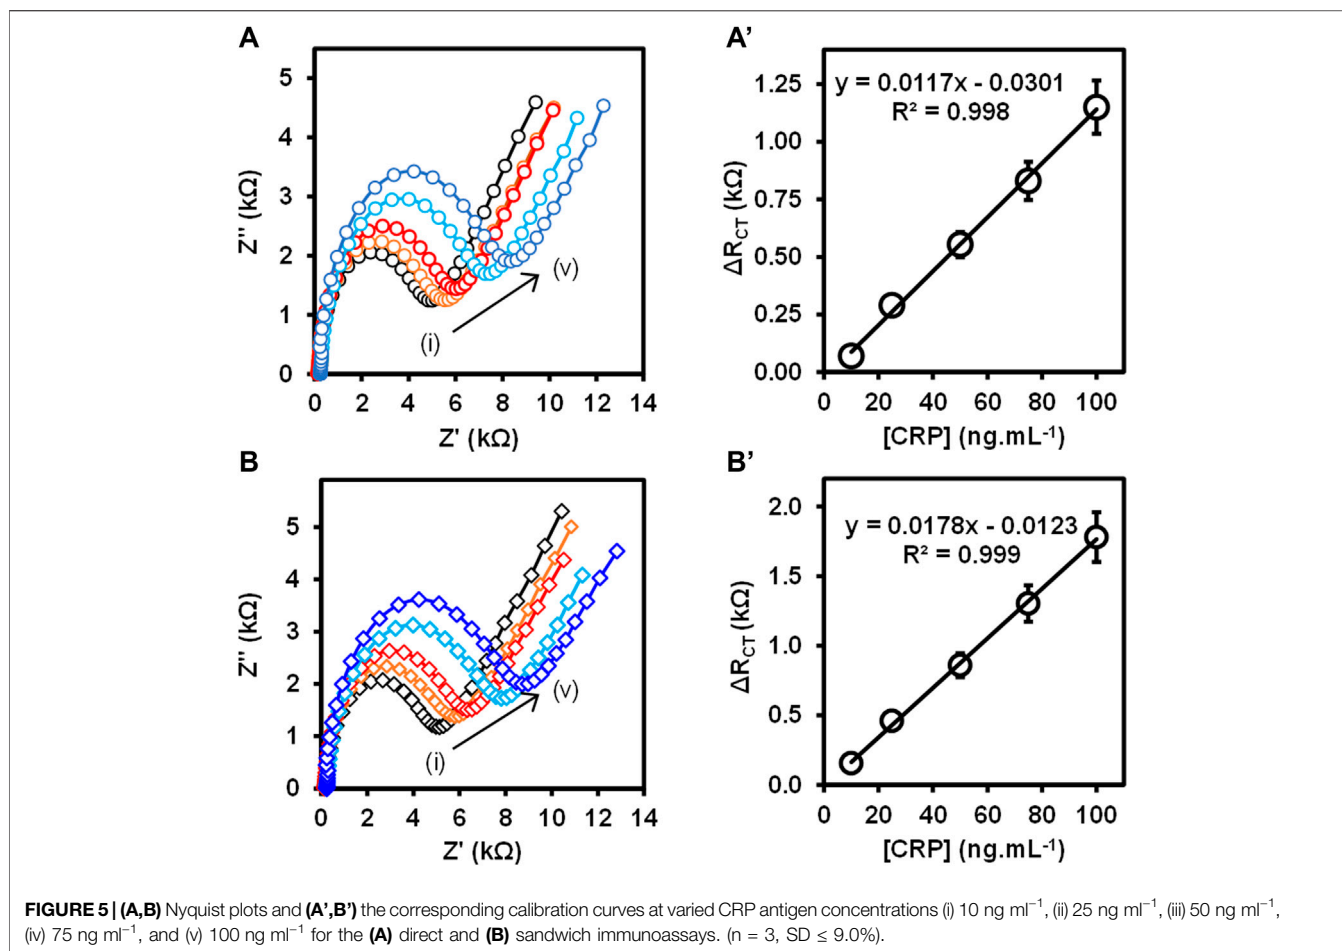 A
5
4
3
2
1
0
Z'' (kΩ)
(v)
(i)
0 2 4 6 8 10 12 14
Z' (kΩ)
A’
1.25
1.00
0.75
0.50
0.25
0.00
ΔR_CT (kΩ)
y = 0.0117x - 0.0301
R² = 0.998
0 20 40 60 80 100
[CRP] (ng.mL⁻¹)
B
5
4
3
2
1
0
Z'' (kΩ)
(v)
(i)
0 2 4 6 8 10 12 14
Z' (kΩ)
B’
2.0
1.5
1.0
0.5
0.0
ΔR_CT (kΩ)
y = 0.0178x - 0.0123
R² = 0.999
0 20 40 60 80 100
[CRP] (ng.mL⁻¹)
FIGURE 5 | (A,B) Nyquist plots and (A’,B’) the corresponding calibration curves at varied CRP antigen concentrations (i) 10 ng ml⁻¹, (ii) 25 ng ml⁻¹, (iii) 50 ng ml⁻¹,
(iv) 75 ng ml⁻¹, and (v) 100 ng ml⁻¹ for the (A) direct and (B) sandwich immunoassays. (n = 3, SD ≤ 9.0%).